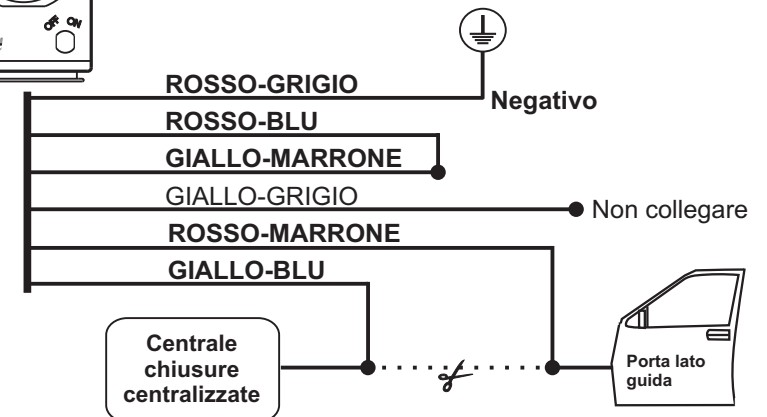 OFF ON
ROSSO-GRIGIO
Negativo
ROSSO-BLU
GIALLO-MARRONE
GIALLO-GRIGIO
Non collegare
ROSSO-MARRONE
GIALLO-BLU
Centrale
chiusure
centralizzate
Porta lato
guida